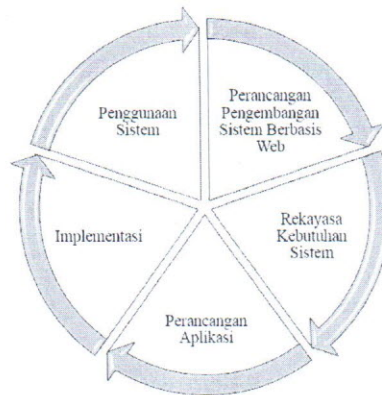 Perancangan
Pengembangan
Sistem Berbasis
Web
Rekayasa
Kebutuhan
Sistem
Perancangan
Aplikasi
Implementasi
Penggunaan
Sistem